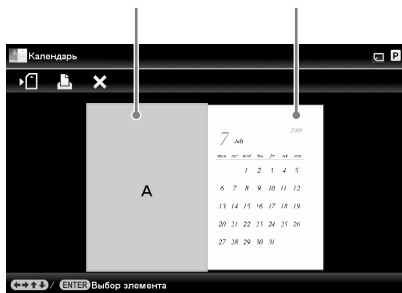 Календарь
P
A
7 July 2009
mon tue wed thu fri sat sun
1 2 3 4 5
6 7 8 9 10 11 12
13 14 15 16 17 18 19
20 21 22 23 24 25 26
27 28 29 30 31
/ ENTER Выбор элемента